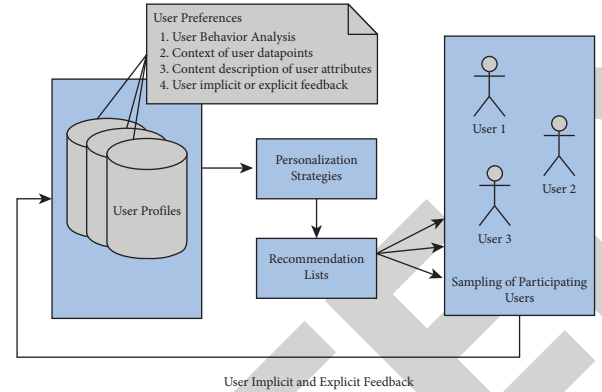 User Preferences
1. User Behavior Analysis
2. Context of user datapoints
3. Content description of user attributes
4. User implicit or explicit feedback
User Profiles
Personalization
Strategies
Recommendation
Lists
User 1
User 2
User 3
Sampling of Participating
Users
User Implicit and Explicit Feedback